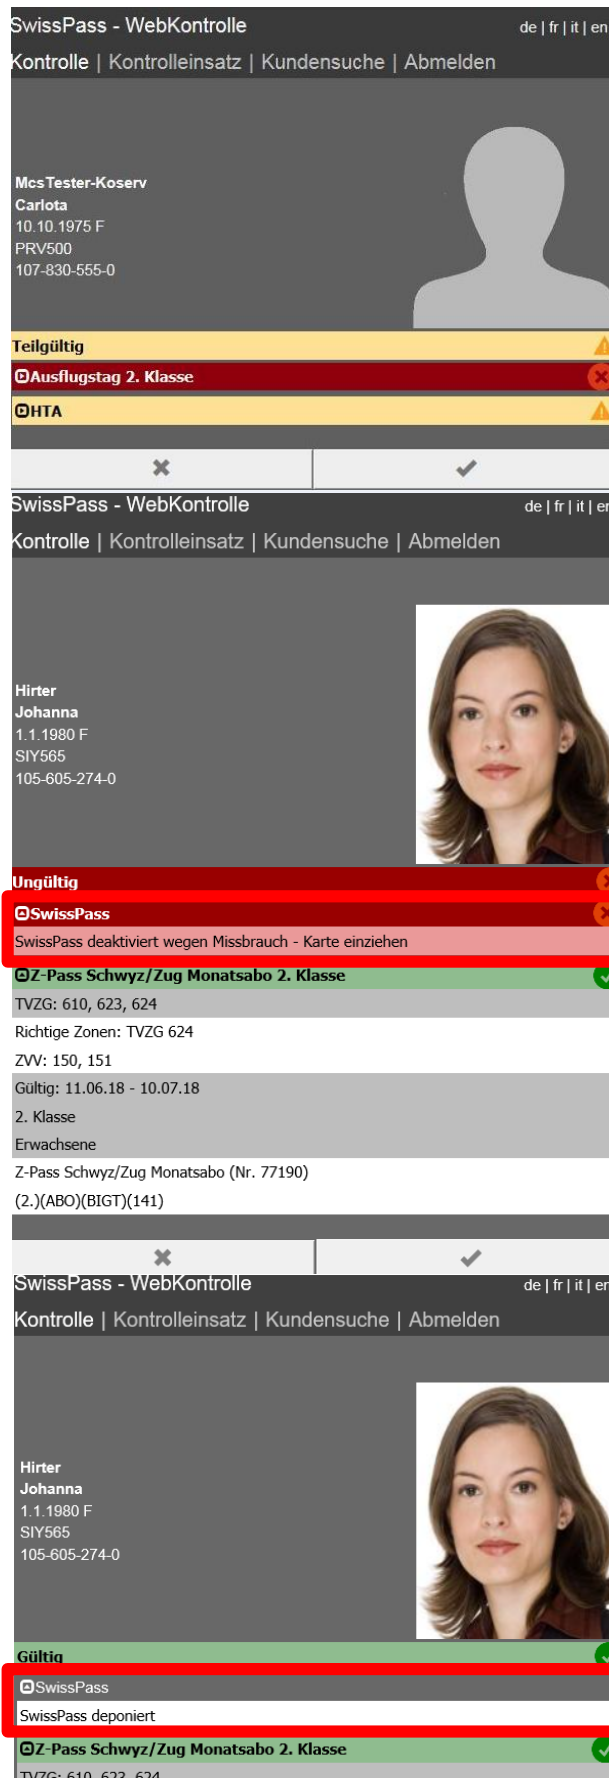 SwissPass - WebKontrolle de | fr | it | en
Kontrolle | Kontrolleinsatz | Kundensuche | Abmelden
McsTester-Koserv
Carlota
10.10.1975 F
PRV500
107-830-555-0
Teilgültig
Ausflugstag 2. Klasse
HTA
SwissPass - WebKontrolle de | fr | it | en
Kontrolle | Kontrolleinsatz | Kundensuche | Abmelden
Hirter
Johanna
1.1.1980 F
SIY565
105-605-274-0
Ungültig
SwissPass
SwissPass deaktiviert wegen Missbrauch - Karte einziehen
Z-Pass Schwyz/Zug Monatsabo 2. Klasse
TVZG: 610, 623, 624
Richtige Zonen: TVZG 624
ZVV: 150, 151
Gültig: 11.06.18 - 10.07.18
2. Klasse
Erwachsene
Z-Pass Schwyz/Zug Monatsabo (Nr. 77190)
(2.)(ABO)(BIGT)(141)
SwissPass - WebKontrolle de | fr | it | en
Kontrolle | Kontrolleinsatz | Kundensuche | Abmelden
Hirter
Johanna
1.1.1980 F
SIY565
105-605-274-0
Gültig
SwissPass
SwissPass deponiert
Z-Pass Schwyz/Zug Monatsabo 2. Klasse
TVZG: 610, 623, 624